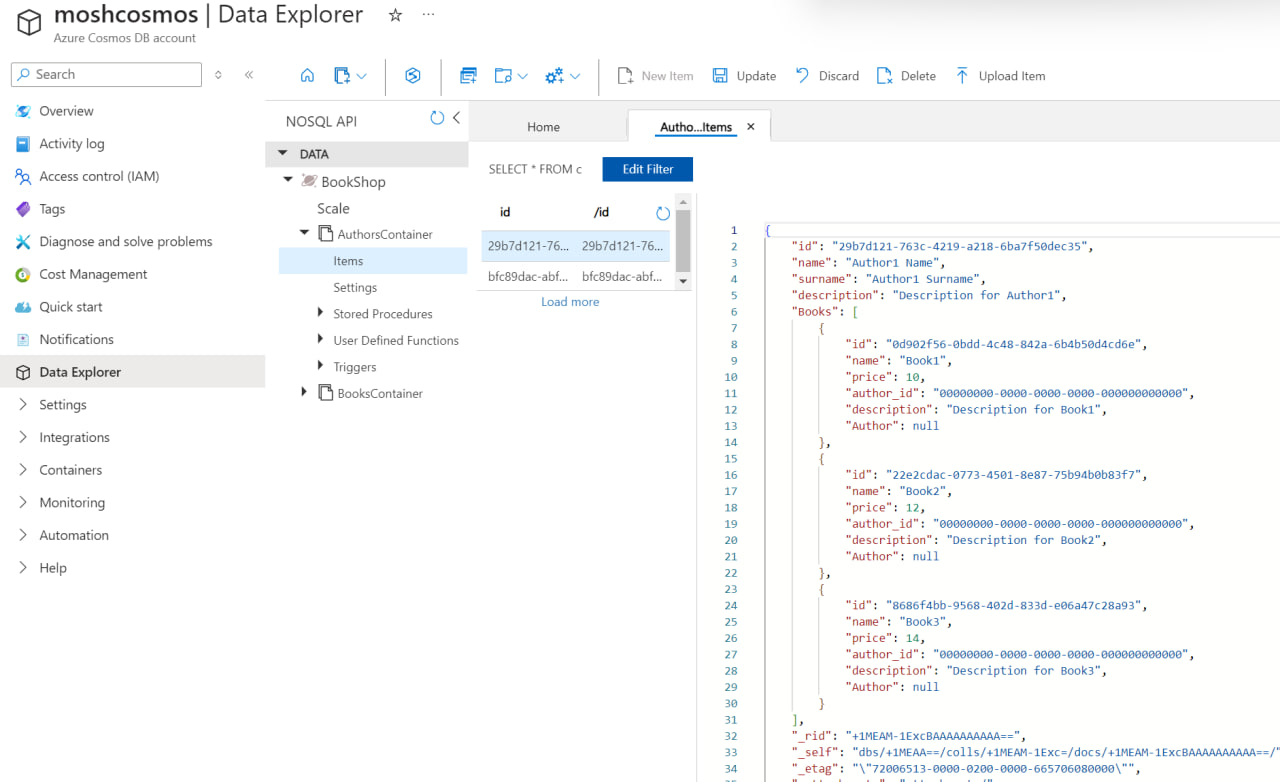 moshcosmos | Data Explorer
Azure Cosmos DB account
Search
Overview
Activity log
Access control (IAM)
Tags
Diagnose and solve problems
Cost Management
Quick start
Notifications
Data Explorer
Settings
Integrations
Containers
Monitoring
Automation
Help
New Item Update Discard Delete Upload Item
NOSQL API
DATA
BookShop
Scale
AuthorsContainer
Items
Settings
Stored Procedures
User Defined Functions
Triggers
BooksContainer
Home Autho...Items
SELECT * FROM c Edit Filter
id /id
29b7d121-76... 29b7d121-76...
bfc89dac-abf... bfc89dac-abf...
Load more
1 {
2 "id": "29b7d121-763c-4219-a218-6ba7f50dec35",
3 "name": "Author1 Name",
4 "surname": "Author1 Surname",
5 "description": "Description for Author1",
6 "Books": [
7 {
8 "id": "0d902f56-0bdd-4c48-842a-6b4b50d4cd6e",
9 "name": "Book1",
10 "price": 10,
11 "author_id": "00000000-0000-0000-0000-000000000000",
12 "description": "Description for Book1",
13 "Author": null
14 },
15 {
16 "id": "22e2cdac-0773-4501-8e87-75b94b0b83f7",
17 "name": "Book2",
18 "price": 12,
19 "author_id": "00000000-0000-0000-0000-000000000000",
20 "description": "Description for Book2",
21 "Author": null
22 },
23 {
24 "id": "8686f4bb-9568-402d-833d-e06a47c28a93",
25 "name": "Book3",
26 "price": 14,
27 "author_id": "00000000-0000-0000-0000-000000000000",
28 "description": "Description for Book3",
29 "Author": null
30 }
31 ],
32 "_rid": "+1MEAM-1ExcBAAAAAAAAAA==",
33 "_self": "dbs/+1MEAA==/colls/+1MEAM-1Exc=/docs/+1MEAM-1ExcBAAAAAAAAAA==/"
34 "_etag": "\"72006513-0000-0200-0000-665706080000\"",